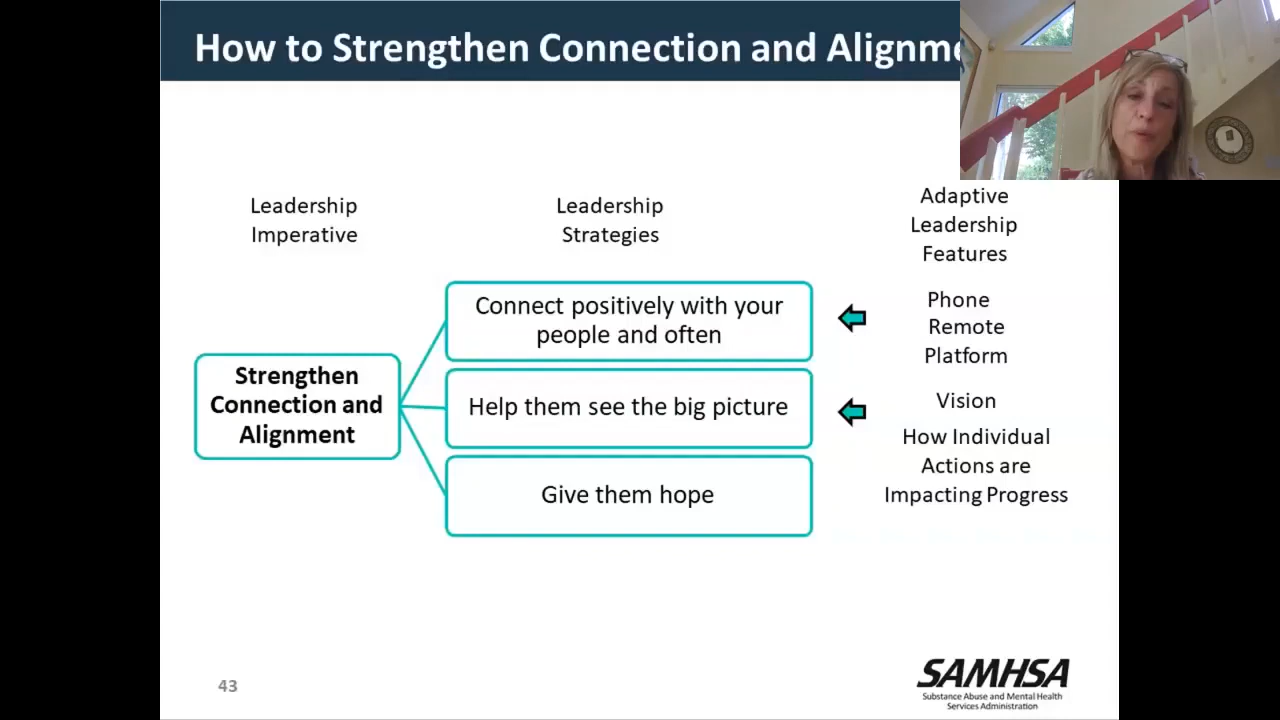 How to Strengthen Connection and Alignme
Leadership
Imperative
Leadership
Strategies
Adaptive
Leadership
Features
Strengthen
Connection and
Alignment
Connect positively with your
people and often
Help them see the big picture
Give them hope
Phone
Remote
Platform
Vision
How Individual
Actions are
Impacting Progress
43
SAMHSA
Substance Abuse and Mental Health
Services Administration